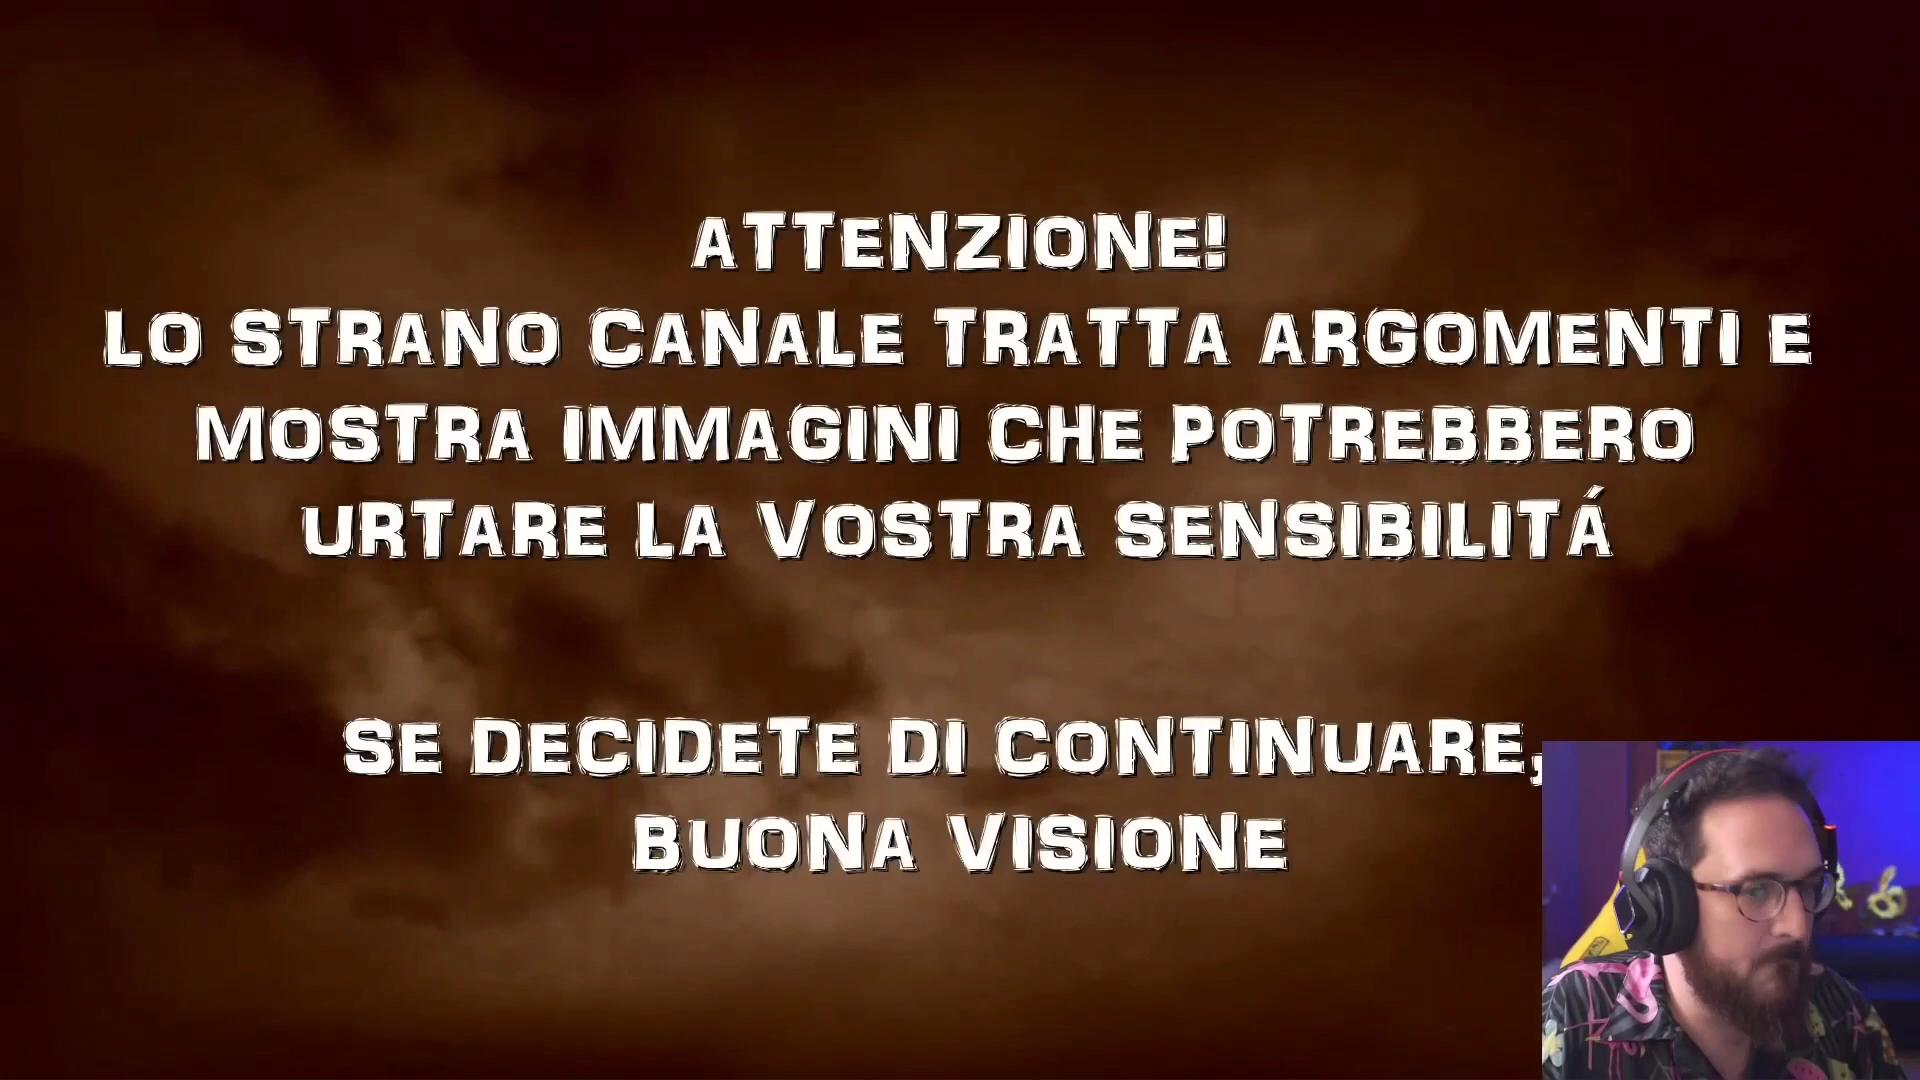 ATTENZIONE!
LO STRANO CANALE TRATTA ARGOMENTI E
MOSTRA IMMAGINI CHE POTREBBERO
URTARE LA VOSTRA SENSIBILITÁ
SE DECIDETE DI CONTINUARE,
BUONA VISIONE